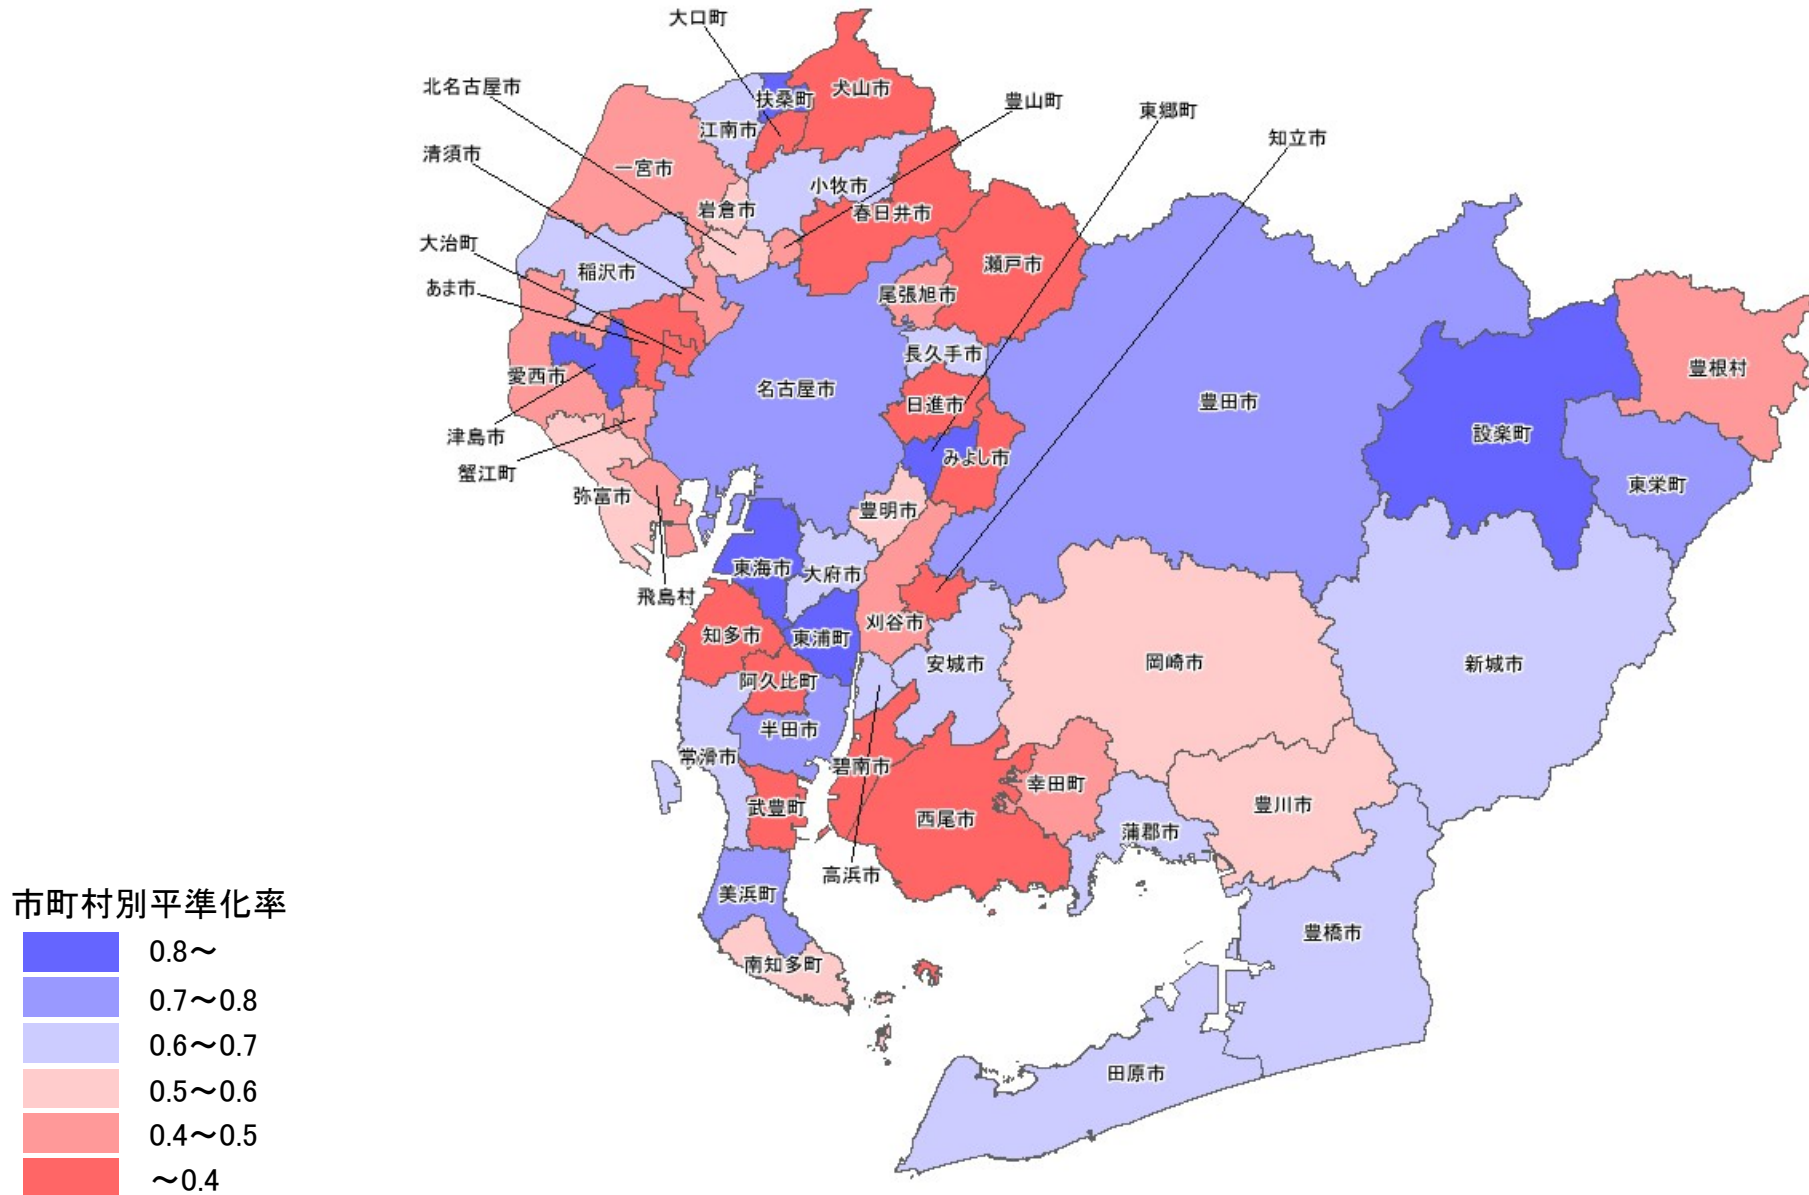 大口町
北名古屋市
扶桑町
犬山市
豊山町
東郷町
江南市
知立市
清須市
一宮市
小牧市
岩倉市
春日井市
大治町
稲沢市
瀬戸市
あま市
尾張旭市
長久手市
愛西市
名古屋市
日進市
豊田市
豊根村
津島市
設楽町
蟹江町
みよし市
東栄町
弥富市
豊明市
東海市
大府市
飛島村
刈谷市
知多市
東浦町
安城市
岡崎市
新城市
阿久比町
半田市
常滑市
碧南市
幸田町
武豊町
西尾市
豊川市
蒲郡市
高浜市
美浜町
豊橋市
南知多町
田原市
市町村別平準化率
0.8～
0.7～0.8
0.6～0.7
0.5～0.6
0.4～0.5
～0.4